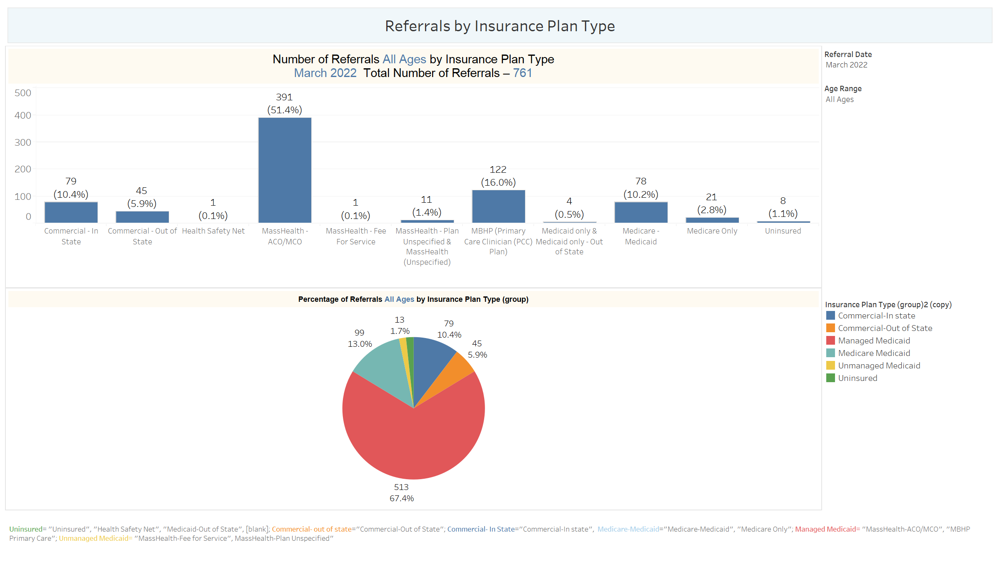 Referrals by Insurance Plan Type
Number of Referrals All Ages by Insurance Plan Type
March 2022 Total Number of Referrals – 761
Referral Date
March 2022
Age Range
All Ages
500
400
300
200
100
0
79
(10.4%)
45
(5.9%)
1
(0.1%)
391
(51.4%)
1
(0.1%)
11
(1.4%)
122
(16.0%)
4
(0.5%)
78
(10.2%)
21
(2.8%)
8
(1.1%)
Commercial - In
State
Commercial - Out of
State
Health Safety Net
MassHealth -
ACO/MCO
MassHealth - Fee
For Service
MassHealth - Plan
Unspecified &
MassHealth
(Unspecified)
MBHP (Primary
Care Clinician (PCC)
Plan)
Medicaid only &
Medicaid only - Out
of State
Medicare -
Medicaid
Medicare Only
Uninsured
Percentage of Referrals All Ages by Insurance Plan Type (group)
13
1.7%
79
10.4%
99
13.0%
45
5.9%
513
67.4%
Insurance Plan Type (group)2 (copy)
Commercial-In state
Commercial-Out of State
Managed Medicaid
Medicare Medicaid
Unmanaged Medicaid
Uninsured
Uninsured= "Uninsured", "Health Safety Net", "Medicaid-Out of State", [blank]; Commercial- out of state="Commercial-Out of State"; Commercial- In State="Commercial-In state", Medicare-Medicaid="Medicare-Medicaid", "Medicare Only"; Managed Medicaid= "MassHealth-ACO/MCO", "MBHP
Primary Care"; Unmanaged Medicaid= "MassHealth-Fee for Service", MassHealth-Plan Unspecified"